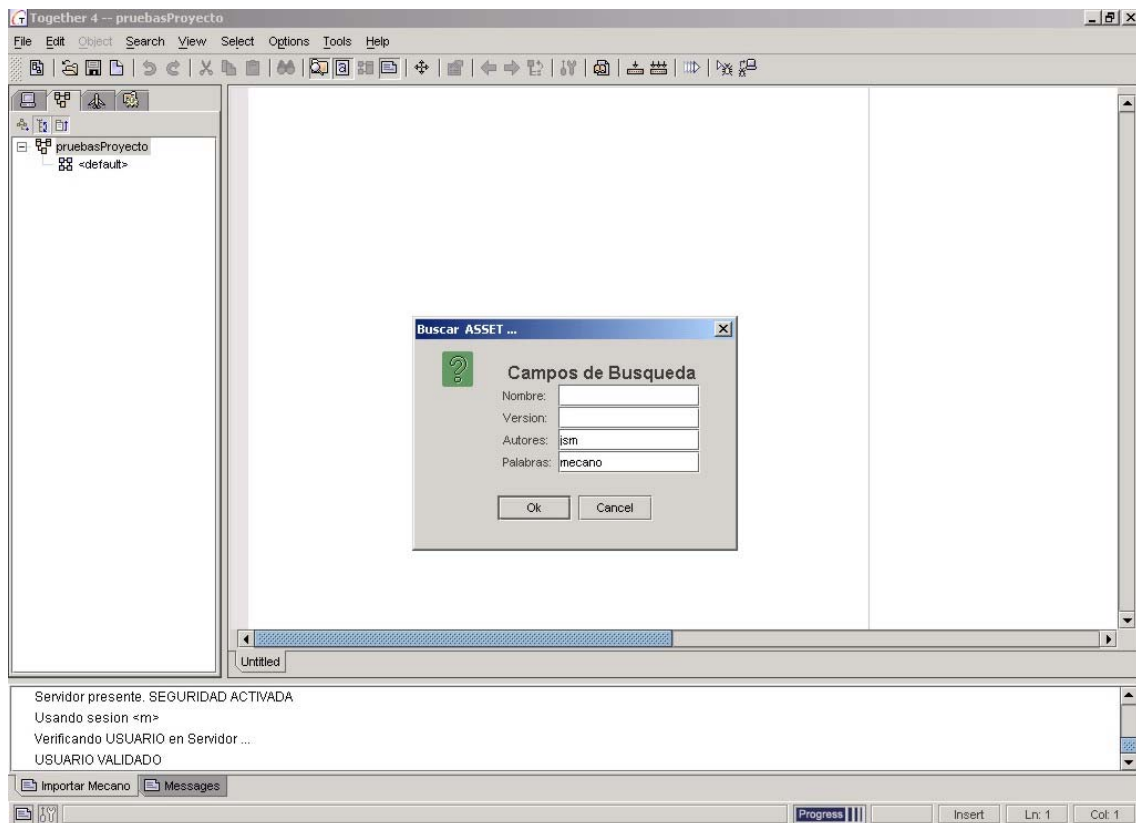 Together 4 -- pruebasProyecto
File Edit Object Search View Select Options Tools Help
pruebasProyecto
<default>
Buscar ASSET ...
Campos de Busqueda
Nombre:
Version:
Autores: jsm
Palabras: mecano
Ok Cancel
Untitled
Servidor presente. SEGURIDAD ACTIVADA
Usando sesion <m>
Verificando USUARIO en Servidor ...
USUARIO VALIDADO
Importar Mecano Messages
Progress Insert Ln: 1 Col: 1